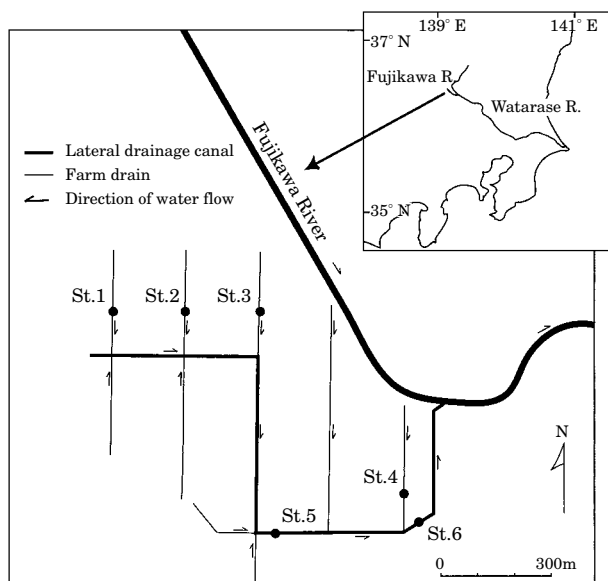 139° E
141° E
37° N
Fujikawa R.
Watarase R.
35° N
Fujikawa River
Lateral drainage canal
Farm drain
Direction of water flow
St.1
St.2
St.3
St.4
St.5
St.6
N
0
300m